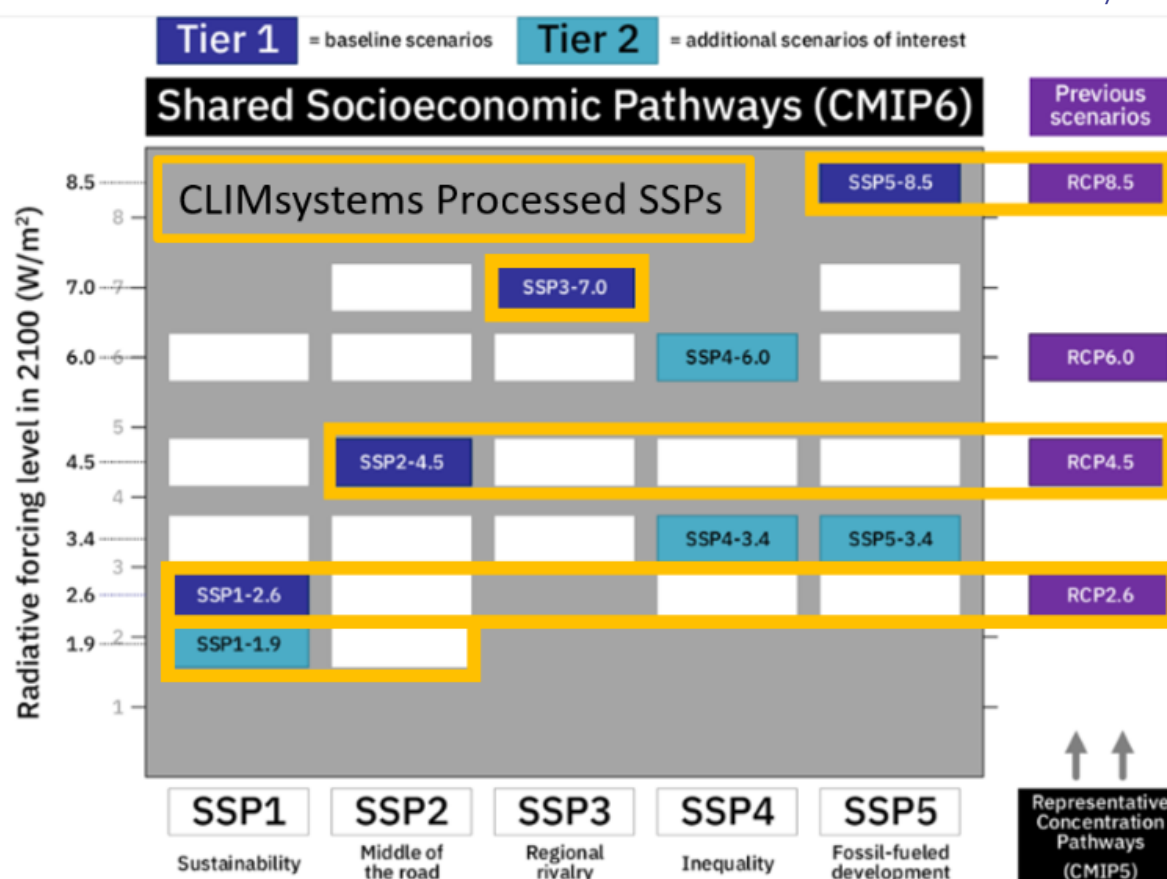 Tier 1 = baseline scenarios Tier 2 = additional scenarios of interest
Shared Socioeconomic Pathways (CMIP6)
Previous
scenarios
Radiative forcing level in 2100 (W/m²)
CLIMsystems Processed SSPs
8.5 SSP5-8.5 RCP8.5
8
7.0 7 SSP3-7.0
6.0 6 SSP4-6.0 RCP6.0
5
4.5 SSP2-4.5 RCP4.5
4
3.4 SSP4-3.4 SSP5-3.4
3
2.6 SSP1-2.6 RCP2.6
2
1.9 SSP1-1.9
1
SSP1 SSP2 SSP3 SSP4 SSP5
Sustainability
Middle of
the road
Regional
rivalry
Inequality
Fossil-fueled
development
Representative
Concentration
Pathways
(CMIP5)